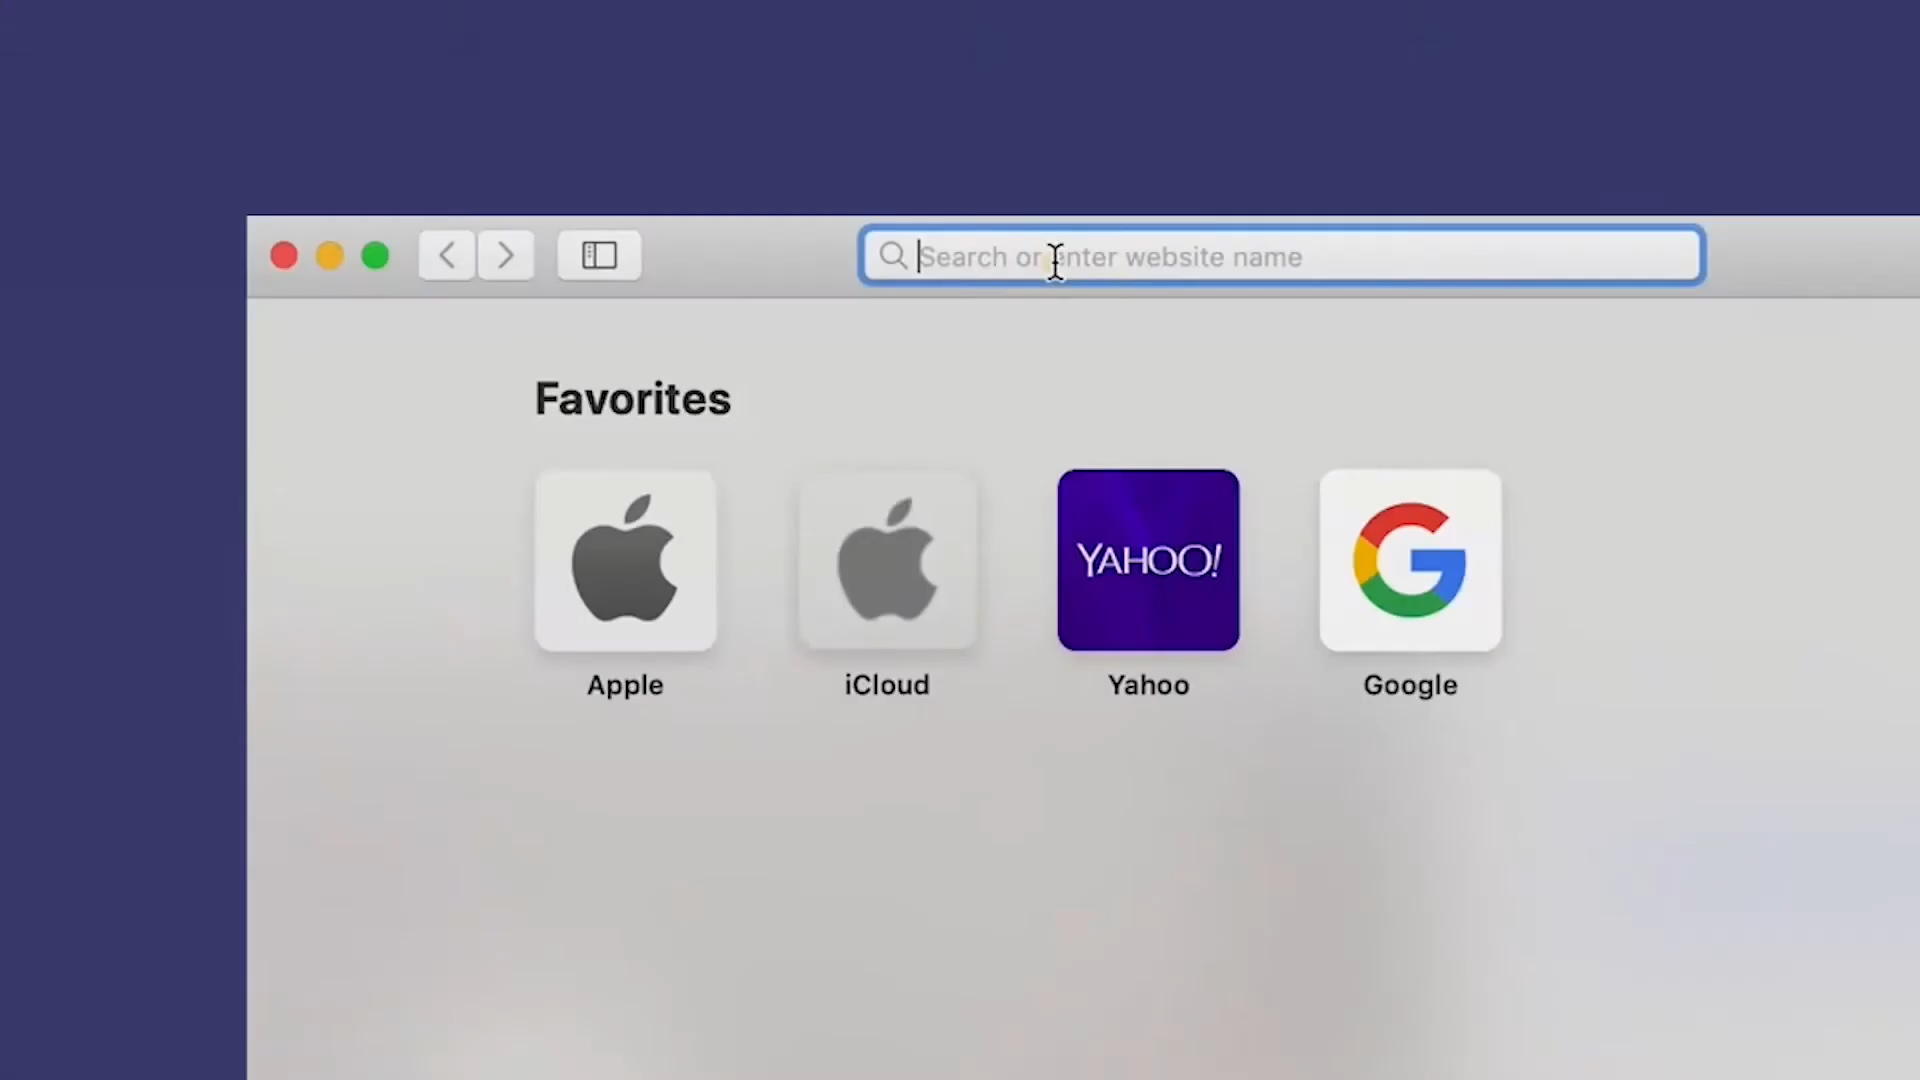 Search or enter website name
Favorites
YAHOO!
Apple
iCloud
Yahoo
Google